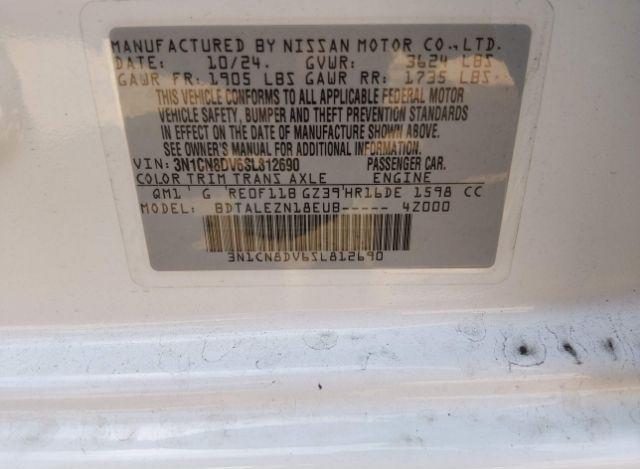 MANUFACTURED BY NISSAN MOTOR CO.,LTD.
DATE: 10/24. GVWR: 3624 LBS
GAWR FR: 1905 LBS GAWR RR: 1735 LBS
THIS VEHICLE CONFORMS TO ALL APPLICABLE FEDERAL MOTOR
VEHICLE SAFETY, BUMPER AND THEFT PREVENTION STANDARDS
IN EFFECT ON THE DATE OF MANUFACTURE SHOWN ABOVE.
SEE OWNER'S MANUAL FOR ADDITIONAL INFORMATION.
VIN: 3N1CN8DV6SL812690 PASSENGER CAR.
COLOR TRIM TRANS AXLE ENGINE
QM1' G 'RE0F11B GZ39'HR16DE 1598 CC
MODEL: BDTALEZN18EUB----- 4Z000
3N1CN8DV6SL812690